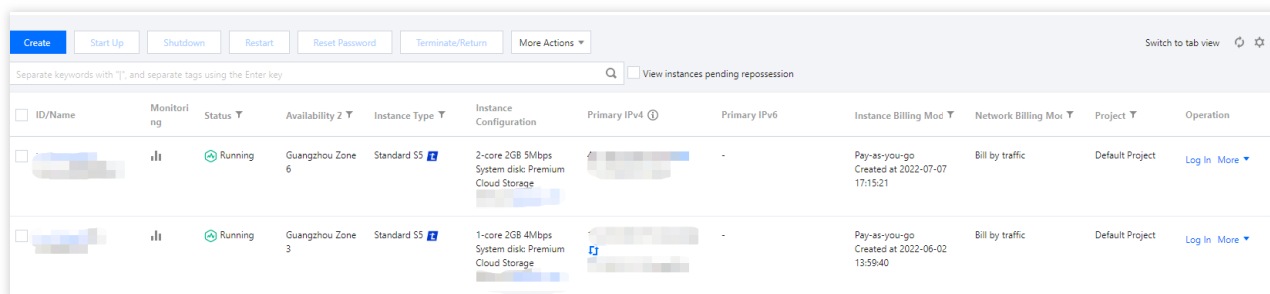 Create Start Up Shutdown Restart Reset Password Terminate/Return More Actions Switch to tab view
Separate keywords with "|", and separate tags using the Enter key View instances pending repossession
ID/Name Monitori
ng Status Availability 2 Instance Type Instance
Configuration Primary IPv4 Primary IPv6 Instance Billing Mod Network Billing Mod Project Operation
Running Guangzhou Zone
6 Standard S5 2-core 2GB 5Mbps
System disk: Premium
Cloud Storage - Pay-as-you-go
Created at 2022-07-07
17:15:21 Bill by traffic Default Project Log In More
Running Guangzhou Zone
3 Standard S5 1-core 2GB 4Mbps
System disk: Premium
Cloud Storage - Pay-as-you-go
Created at 2022-06-02
13:59:40 Bill by traffic Default Project Log In More